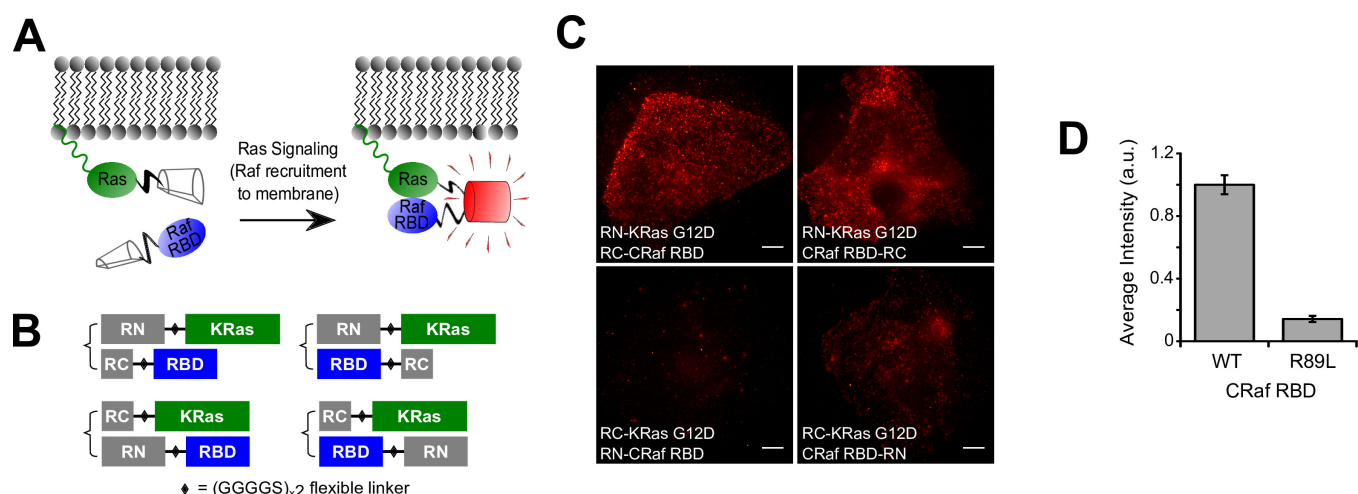 A
Ras Signaling
(Raf recruitment
to membrane)
Ras
Raf
RBD
Ras
Raf
RBD
B
RN KRas
RC RBD
RN KRas
RBD RC
RC KRas
RN RBD
RC KRas
RBD RN
= (GGGGS)x2 flexible linker
C
RN-KRas G12D
RC-CRaf RBD
RN-KRas G12D
CRaf RBD-RC
RC-KRas G12D
RN-CRaf RBD
RC-KRas G12D
CRaf RBD-RN
D
Average Intensity (a.u.)
1.2
0.8
0.4
0
WT R89L
CRaf RBD